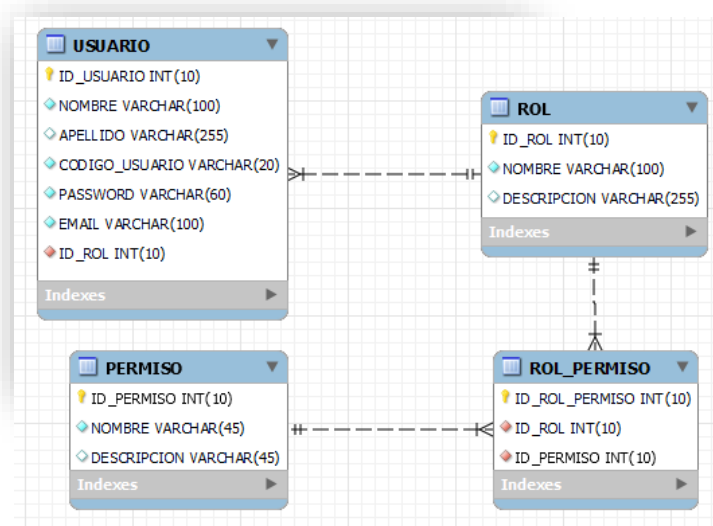 USUARIO
ID_USUARIO INT(10)
NOMBRE VARCHAR(100)
APELLIDO VARCHAR(255)
CODIGO_USUARIO VARCHAR(20)
PASSWORD VARCHAR(60)
EMAIL VARCHAR(100)
ID_ROL INT(10)
Indexes
ROL
ID_ROL INT(10)
NOMBRE VARCHAR(100)
DESCRIPCION VARCHAR(255)
Indexes
PERMISO
ID_PERMISO INT(10)
NOMBRE VARCHAR(45)
DESCRIPCION VARCHAR(45)
Indexes
ROL_PERMISO
ID_ROL_PERMISO INT(10)
ID_ROL INT(10)
ID_PERMISO INT(10)
Indexes